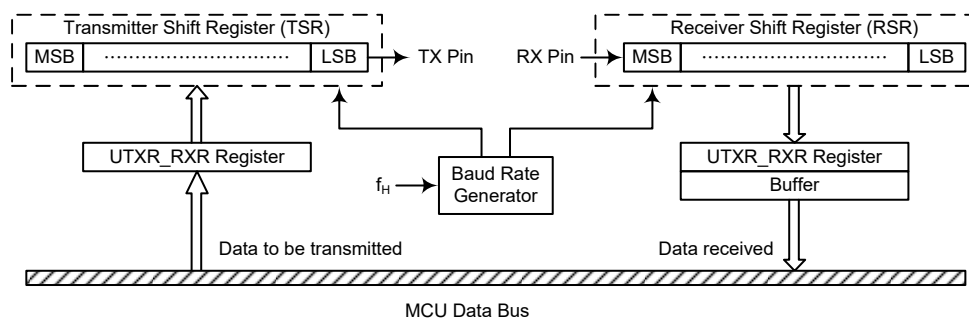 Transmitter Shift Register (TSR)
MSB ………………………… LSB
TX Pin
RX Pin
Receiver Shift Register (RSR)
MSB ………………………… LSB
UTXR_RXR Register
Baud Rate
Generator
fH
UTXR_RXR Register
Buffer
Data to be transmitted
Data received
MCU Data Bus